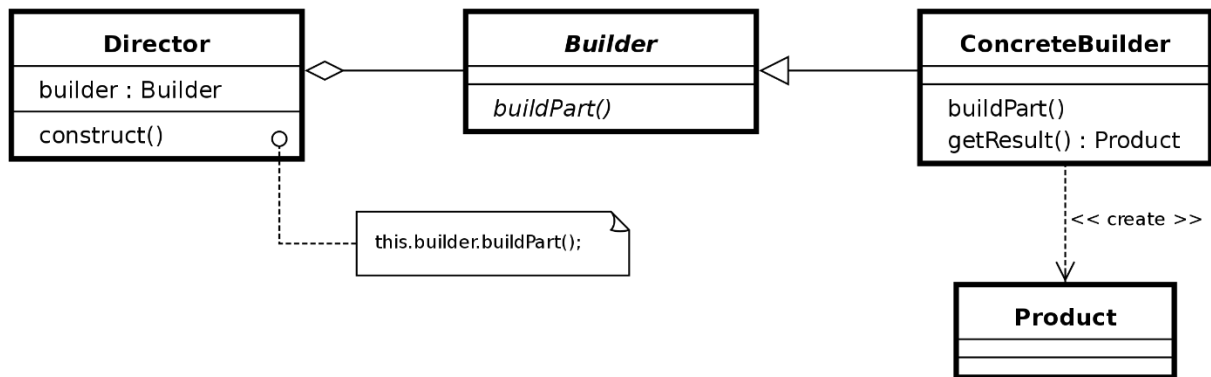 Director
builder : Builder
construct()
Builder
buildPart()
ConcreteBuilder
buildPart()
getResult() : Product
this.builder.buildPart();
<< create >>
Product